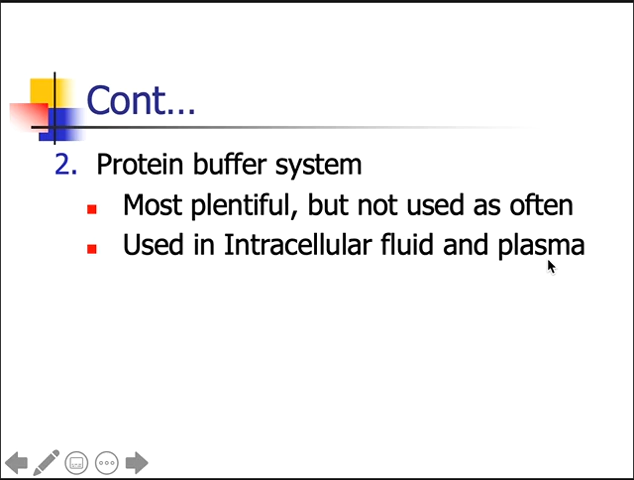 Cont...
2. Protein buffer system
Most plentiful, but not used as often
Used in Intracellular fluid and plasma